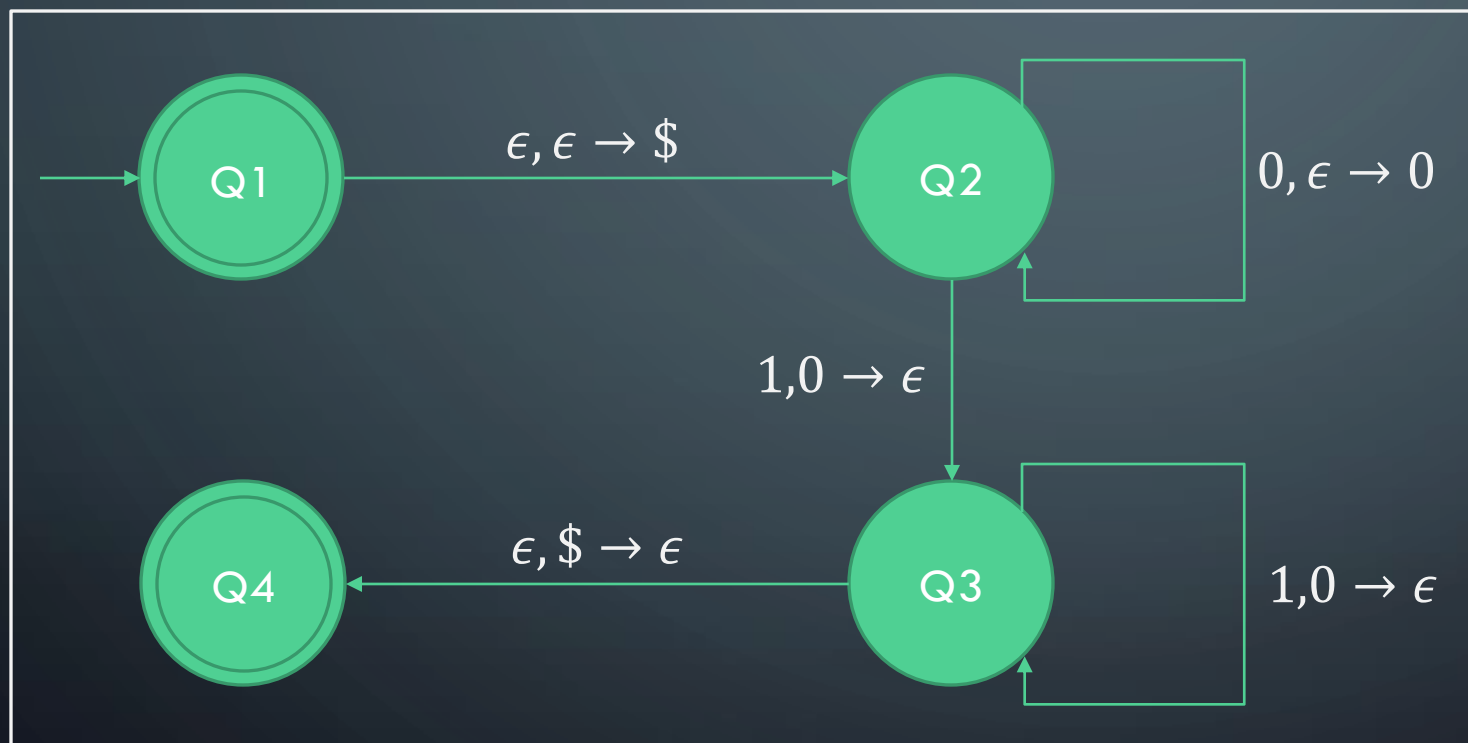 Q1
ϵ, ϵ → $
Q2
0, ϵ → 0
1,0 → ϵ
Q4
ϵ, $ → ϵ
Q3
1,0 → ϵ